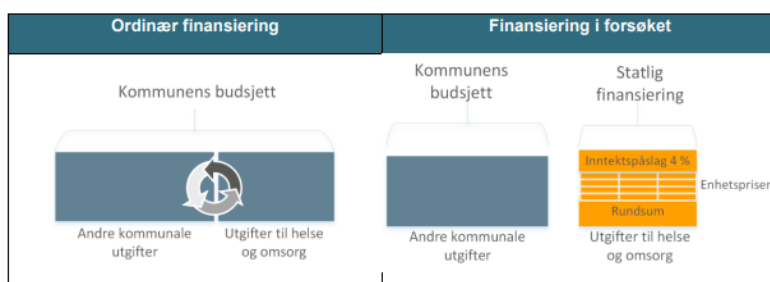 Ordinær finansiering
Kommunens budsjett
Andre kommunale
utgifter
Utgifter til helse
og omsorg
Finansiering i forsøket
Kommunens
budsjett
Andre kommunale
utgifter
Statlig
finansiering
Inntektspåslag 4 %
Enhetspriser
Rundsum
Utgifter til helse
og omsorg